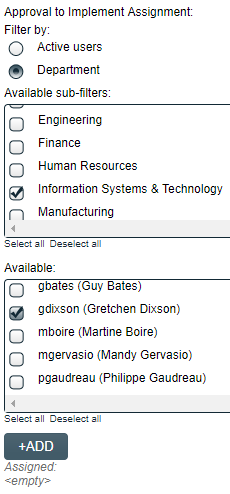 Approval to Implement Assignment:
Filter by:
Active users
Department
Available sub-filters:
Engineering
Finance
Human Resources
Information Systems & Technology
Manufacturing
Select all Deselect all
Available:
gbates (Guy Bates)
gdixson (Gretchen Dixson)
mboire (Martine Boire)
mgervasio (Mandy Gervasio)
pgaudreau (Philippe Gaudreau)
Select all Deselect all
+ADD
Assigned:
<empty>